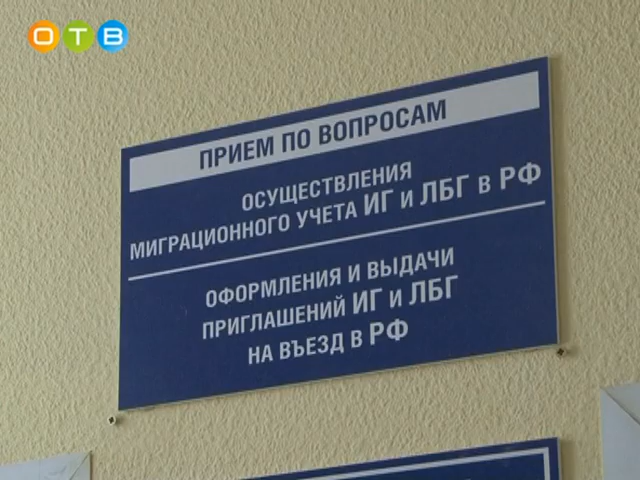 ОТВ
ПРИЕМ ПО ВОПРОСАМ
ОСУЩЕСТВЛЕНИЯ
МИГРАЦИОННОГО УЧЕТА ИГ И ЛБГ В РФ
ОФОРМЛЕНИЯ И ВЫДАЧИ
ПРИГЛАШЕНИЙ ИГ И ЛБГ
НА ВЪЕЗД В РФ